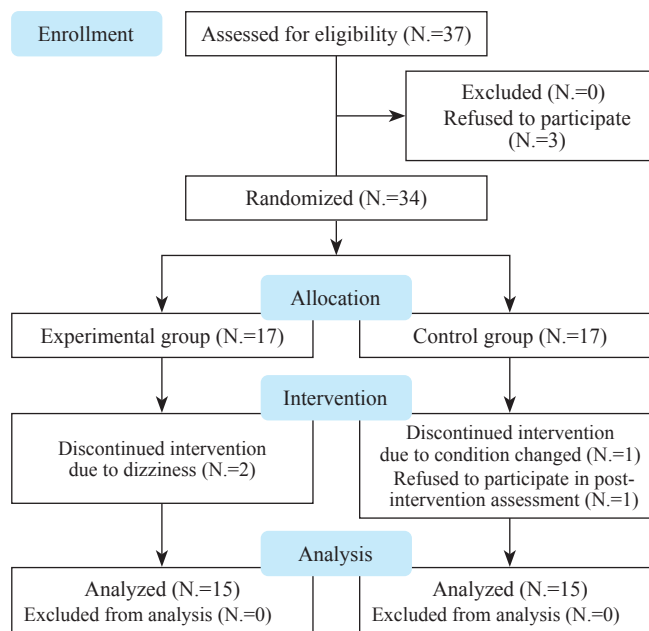 Enrollment
Assessed for eligibility (N.=37)
Excluded (N.=0)
Refused to participate
(N.=3)
Randomized (N.=34)
Allocation
Experimental group (N.=17)
Control group (N.=17)
Intervention
Discontinued intervention
due to dizziness (N.=2)
Discontinued intervention
due to condition changed (N.=1)
Refused to participate in post-
intervention assessment (N.=1)
Analysis
Analyzed (N.=15)
Excluded from analysis (N.=0)
Analyzed (N.=15)
Excluded from analysis (N.=0)